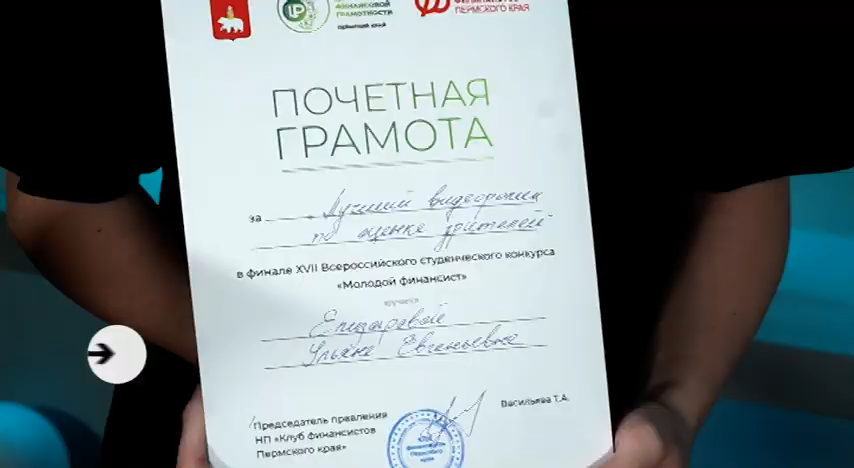 ФИНАНСОВОЙ
ГРАМОТНОСТИ
ПЕРМСКИЙ КРАЙ
ПЕРМСКОГО КРАЯ
ПОЧЕТНАЯ
ГРАМОТА
за Лучший видеоролик
по оценке зрителей
в финале XVII Всероссийского студенческого конкурса
«Молодой финансист»
вручается
Елизаровой
Ульяне Евгеньевне
Председатель правления
НП «Клуб финансистов
Пермского края»
Васильева Т.А.